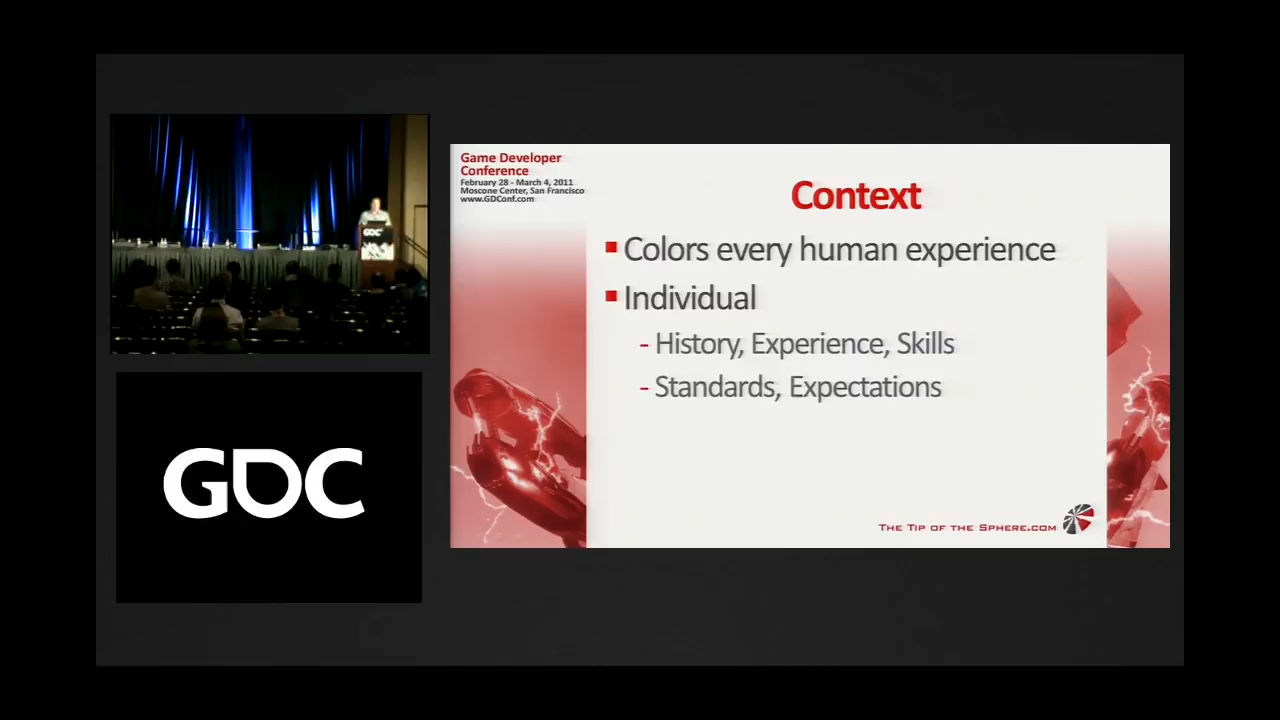 GDC
GDC
Game Developer
Conference
February 28 - March 4, 2011
Moscone Center, San Francisco
www.GDConf.com
Context
Colors every human experience
Individual
- History, Experience, Skills
- Standards, Expectations
The Tip of the Sphere.com